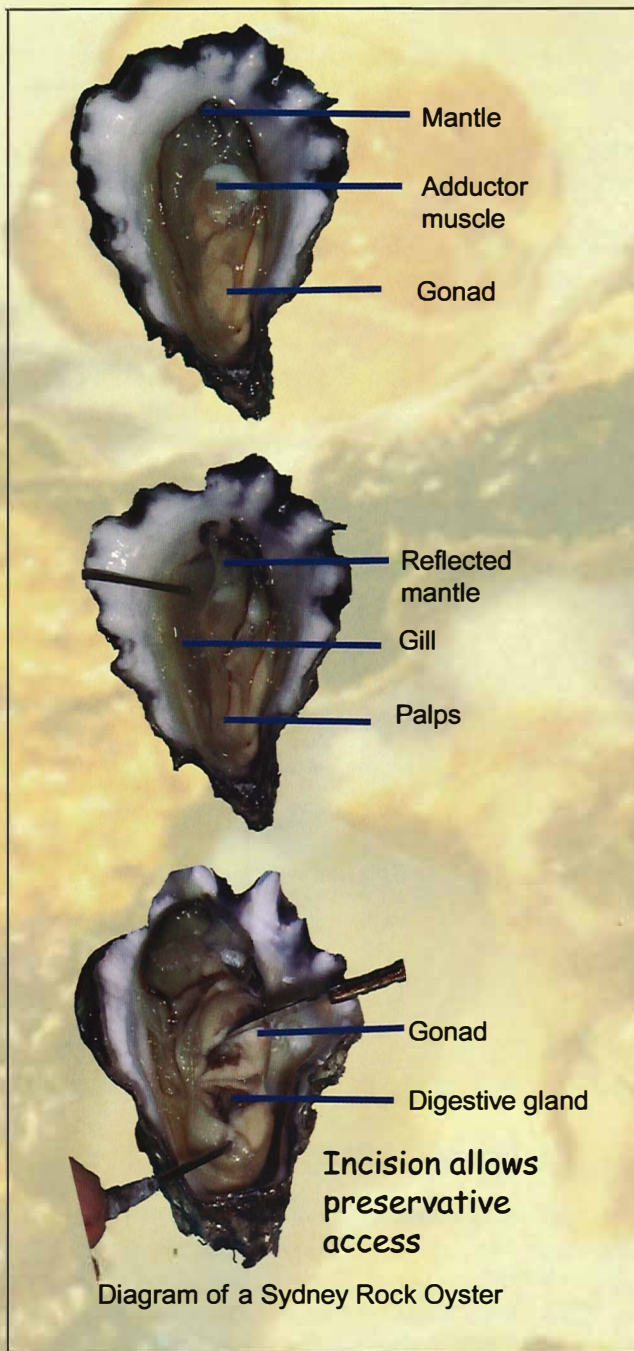 Mantle
Adductor
muscle
Gonad
Reflected
mantle
Gill
Palps
Gonad
Digestive gland
Incision allows
preservative
access
Diagram of a Sydney Rock Oyster